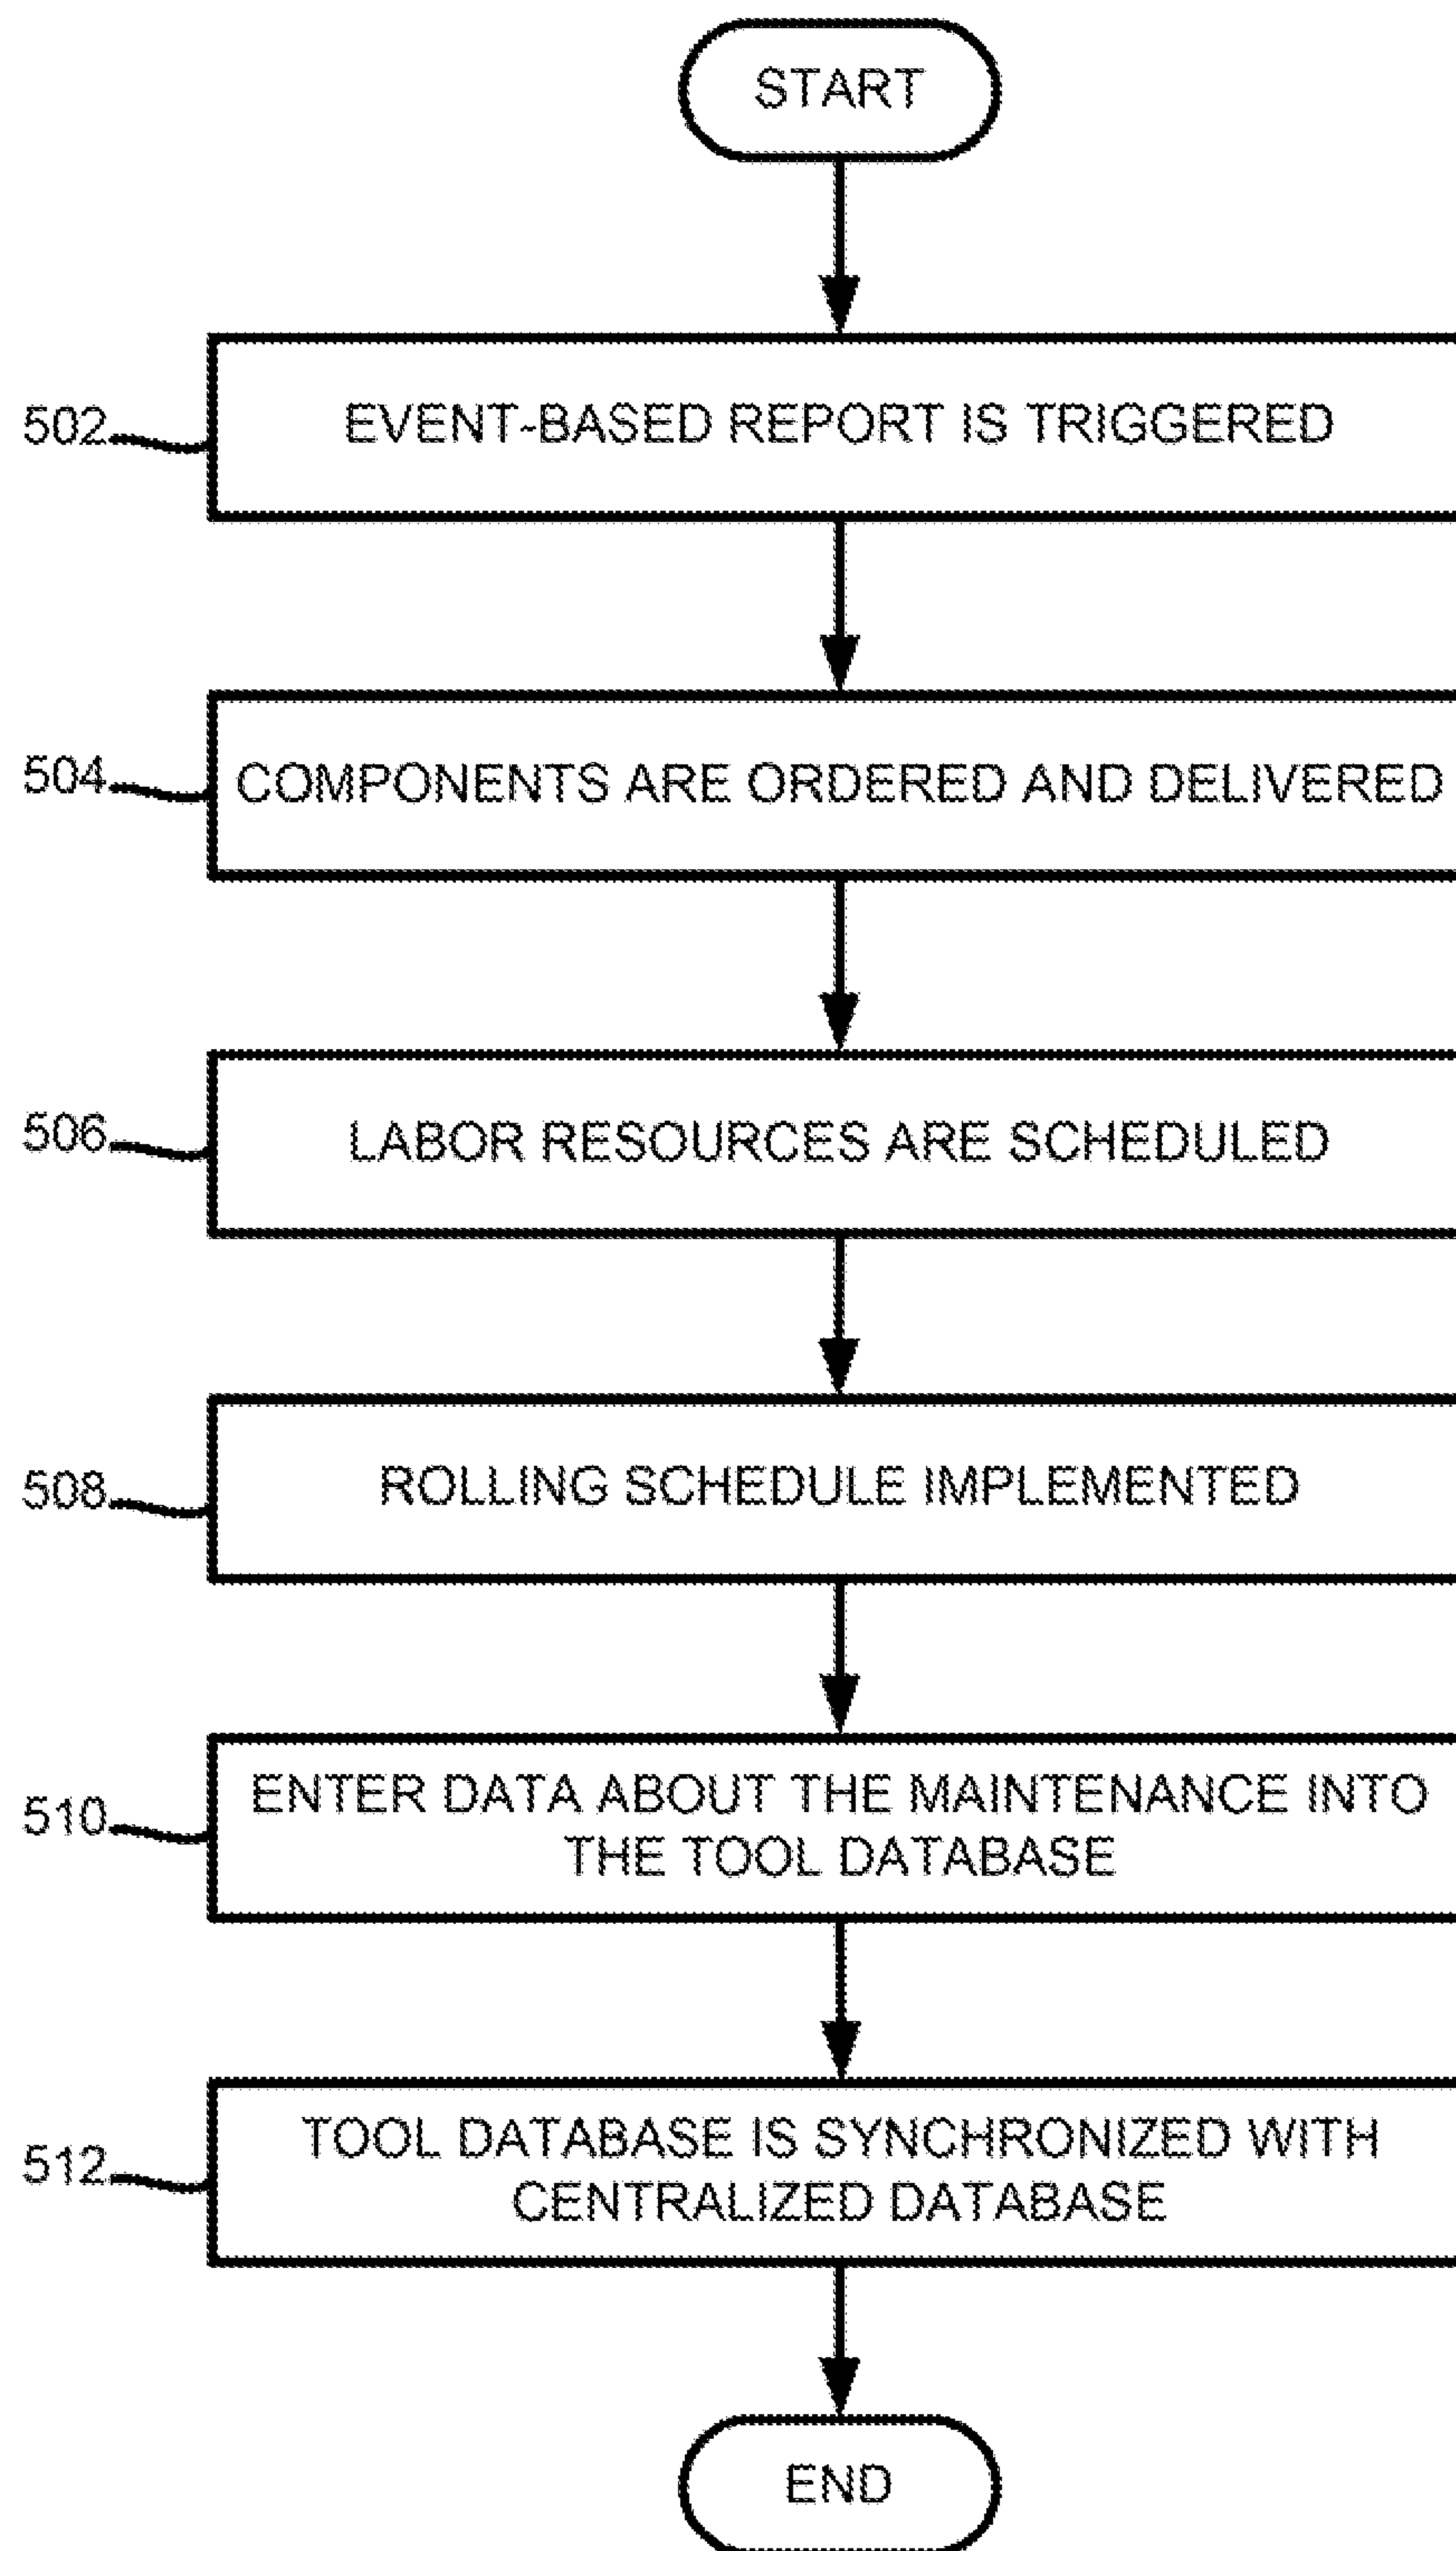 START
502
EVENT-BASED REPORT IS TRIGGERED
504
COMPONENTS ARE ORDERED AND DELIVERED
506
LABOR RESOURCES ARE SCHEDULED
508
ROLLING SCHEDULE IMPLEMENTED
510
ENTER DATA ABOUT THE MAINTENANCE INTO
THE TOOL DATABASE
512
TOOL DATABASE IS SYNCHRONIZED WITH
CENTRALIZED DATABASE
END